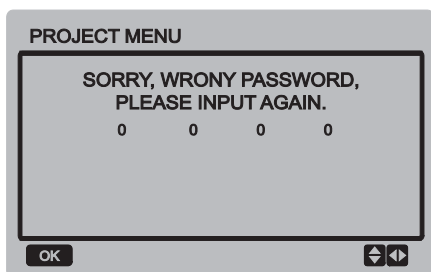 PROJECT MENU
SORRY, WRONY PASSWORD,
PLEASE INPUT AGAIN.
0 0 0 0
OK